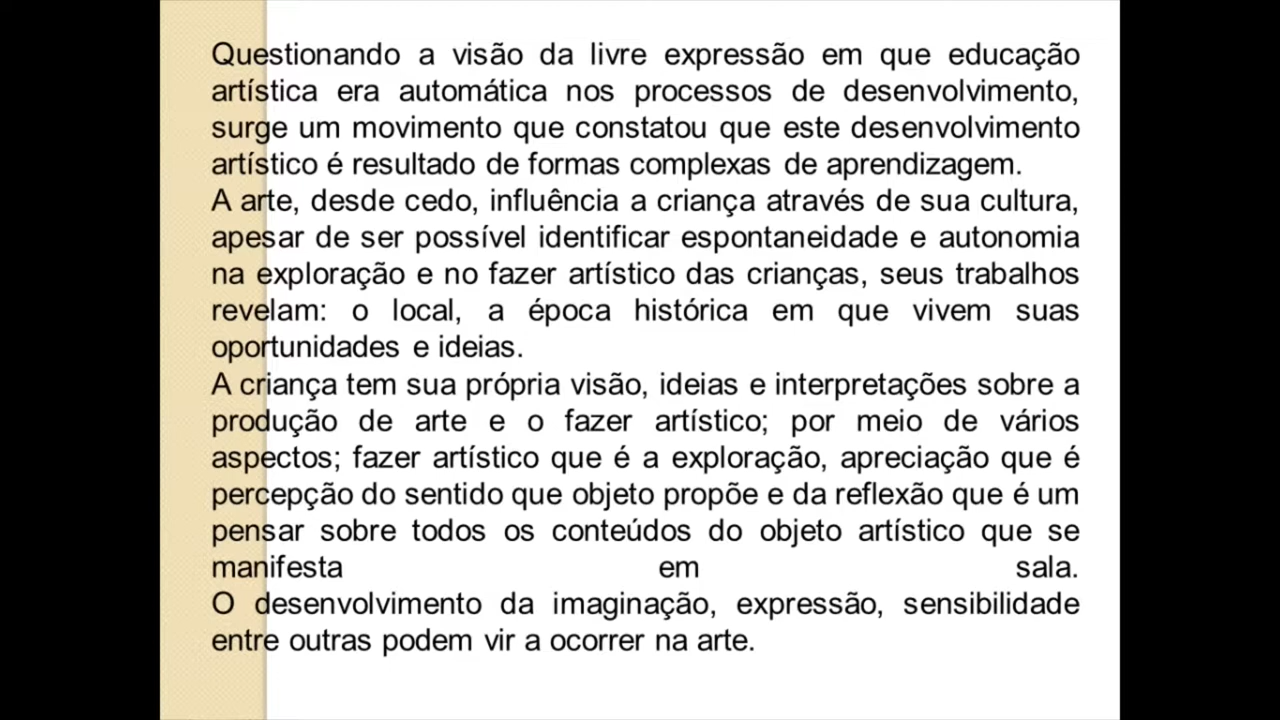 Questionando a visão da livre expressão em que educação
artística era automática nos processos de desenvolvimento,
surge um movimento que constatou que este desenvolvimento
artístico é resultado de formas complexas de aprendizagem.
A arte, desde cedo, influência a criança através de sua cultura,
apesar de ser possível identificar espontaneidade e autonomia
na exploração e no fazer artístico das crianças, seus trabalhos
revelam: o local, a época histórica em que vivem suas
oportunidades e ideias.
A criança tem sua própria visão, ideias e interpretações sobre a
produção de arte e o fazer artístico; por meio de vários
aspectos; fazer artístico que é a exploração, apreciação que é
percepção do sentido que objeto propõe e da reflexão que é um
pensar sobre todos os conteúdos do objeto artístico que se
manifesta em sala.
O desenvolvimento da imaginação, expressão, sensibilidade
entre outras podem vir a ocorrer na arte.